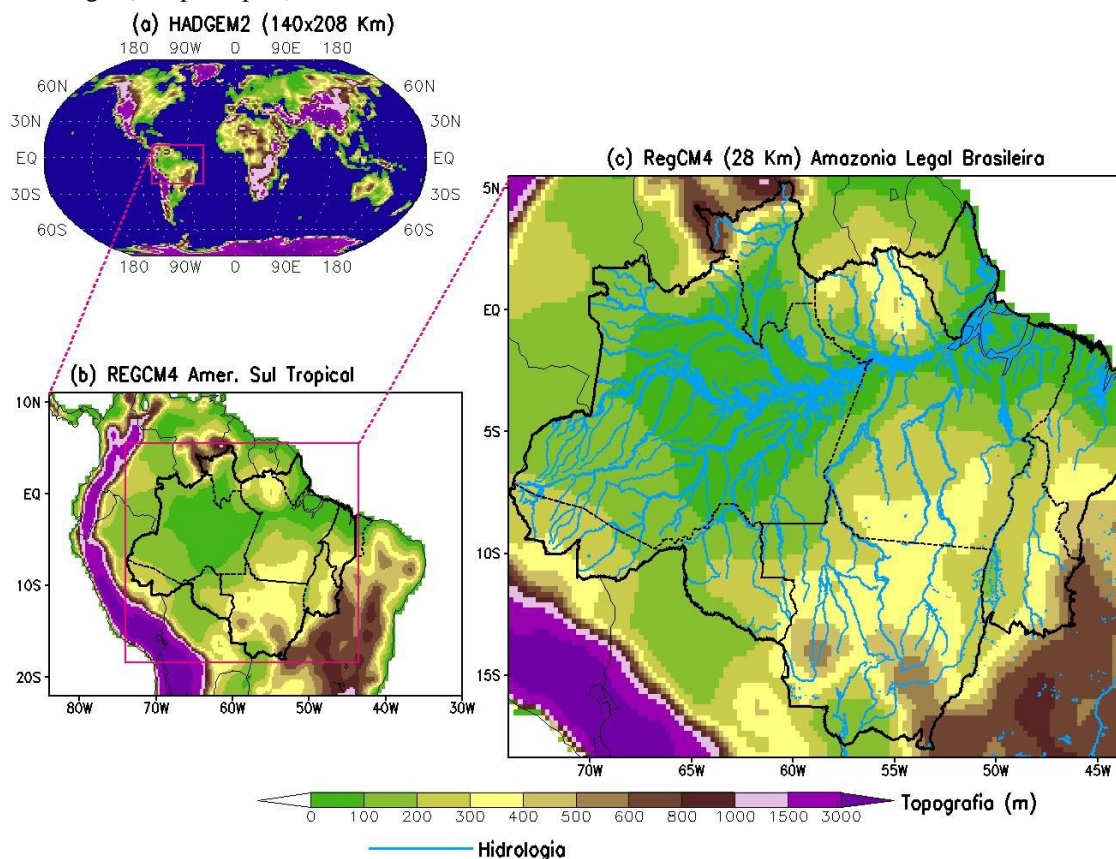 (a) HADGEM2 (140x208 Km)
180 90W 0 90E 180
60N 60N
30N 30N
EQ EQ
30S 30S
60S 60S
180 90W 0 90E 180
(b) REGCM4 Amer. Sul Tropical
10N
EQ
10S
20S
80W 70W 60W 50W 40W 30W
(c) RegCM4 (28 Km) Amazonia Legal Brasileira
5N
EQ
5S
10S
15S
70W 65W 60W 55W 50W 45W
0 100 200 300 400 500 600 800 1000 1500 3000
Topografia (m)
Hidrologia